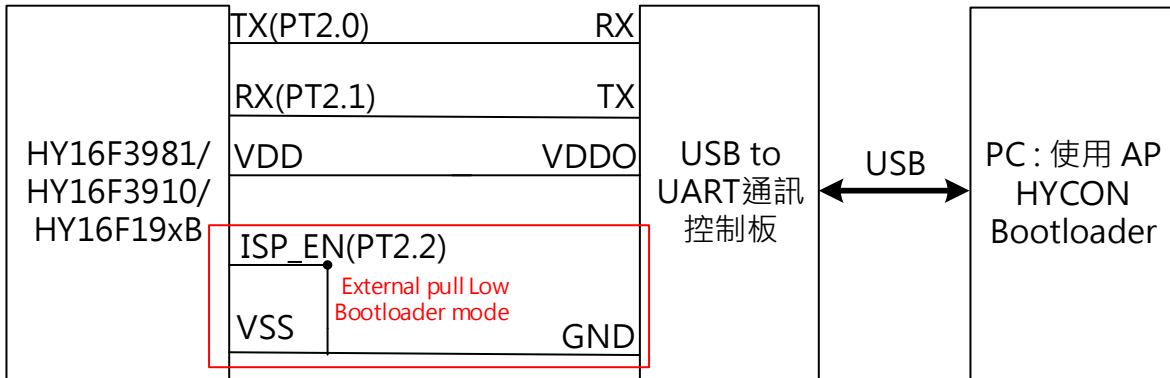 TX(PT2.0)
RX
RX(PT2.1)
TX
VDD
VDDO
HY16F3981/
HY16F3910/
HY16F19xB
USB to
UART通訊
控制板
USB
PC : 使用 AP
HYCON
Bootloader
ISP_EN(PT2.2)
External pull Low
Bootloader mode
VSS
GND